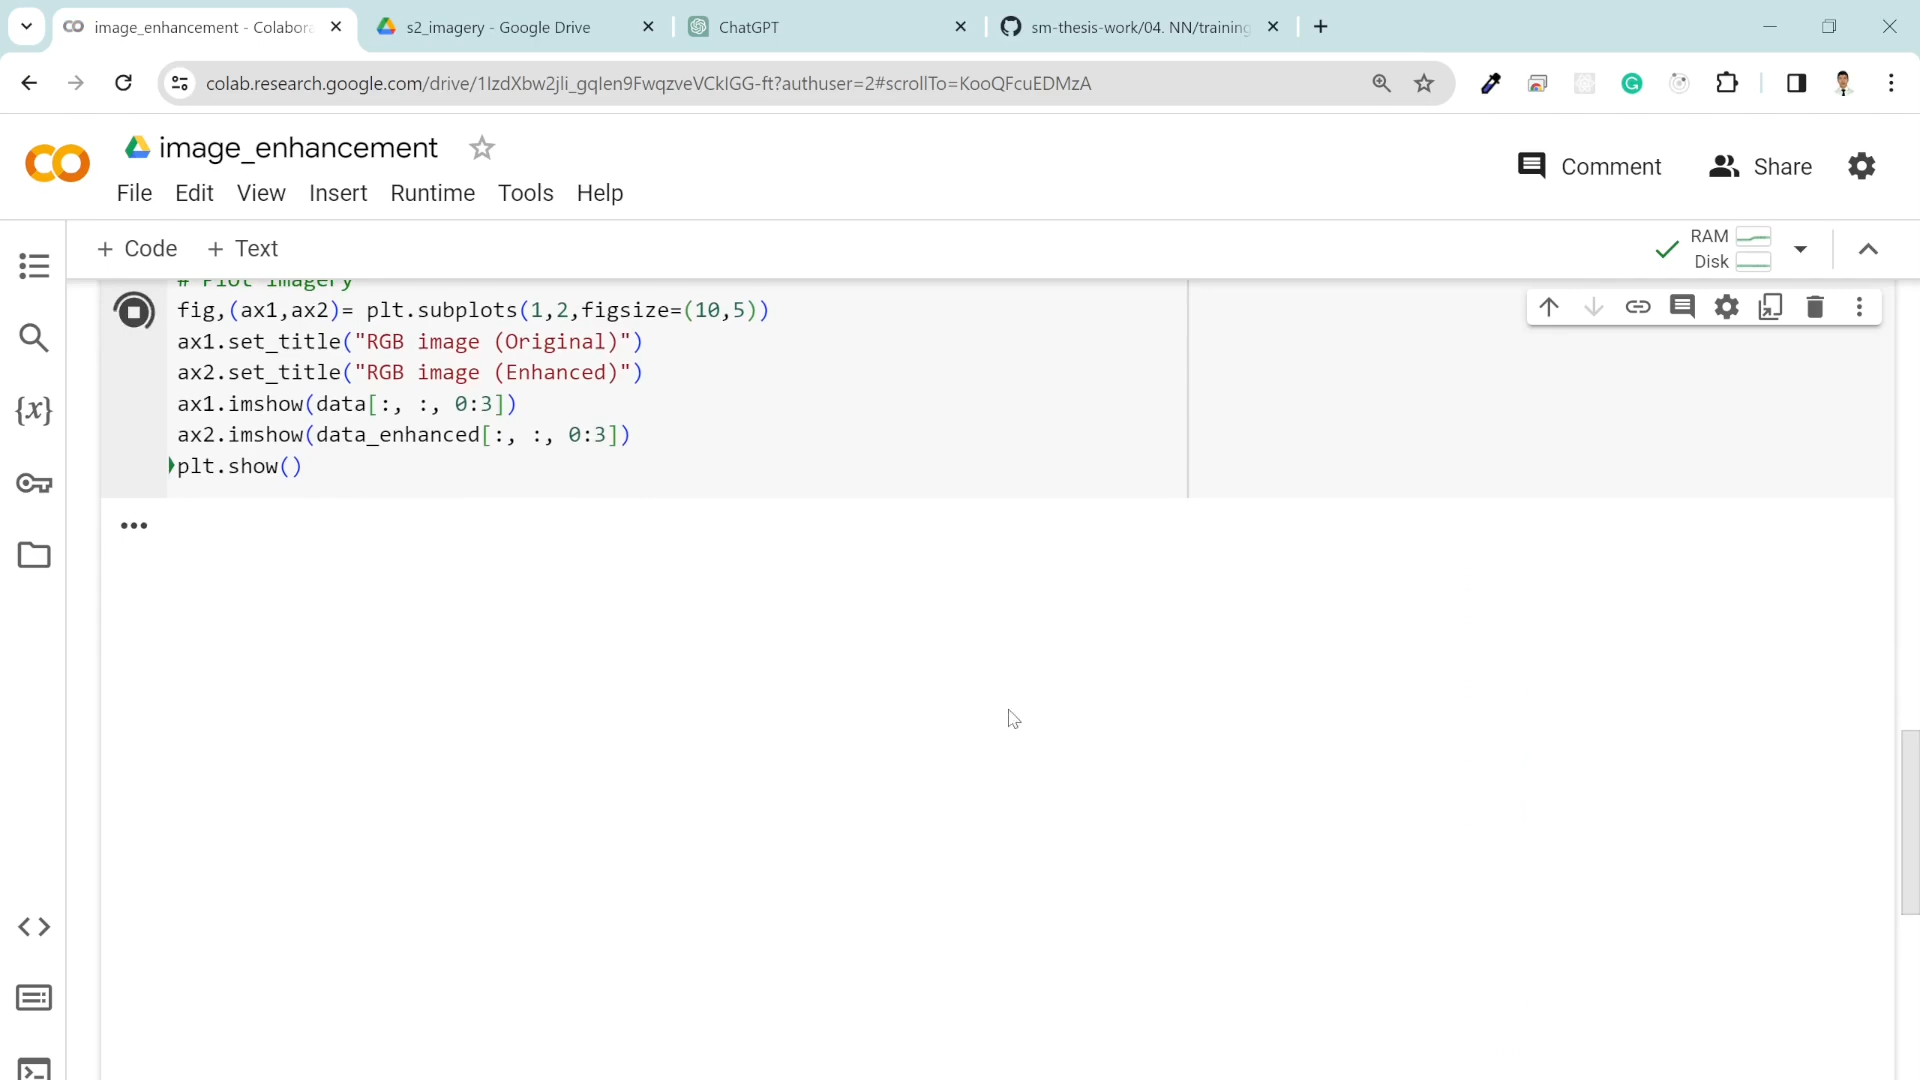 image_enhancement - Colabora
s2_imagery - Google Drive
ChatGPT
sm-thesis-work/04. NN/training
colab.research.google.com/drive/1IzdXbw2jli_gqIen9FwqzveVCkIGG-ft?authuser=2#scrollTo=KooQFcuEDMzA
image_enhancement
File Edit View Insert Runtime Tools Help
Comment
Share
+ Code + Text
RAM
Disk
# Plot imagery
fig,(ax1,ax2)= plt.subplots(1,2,figsize=(10,5))
ax1.set_title("RGB image (Original)")
ax2.set_title("RGB image (Enhanced)")
ax1.imshow(data[:, :, 0:3])
ax2.imshow(data_enhanced[:, :, 0:3])
plt.show()
{x}